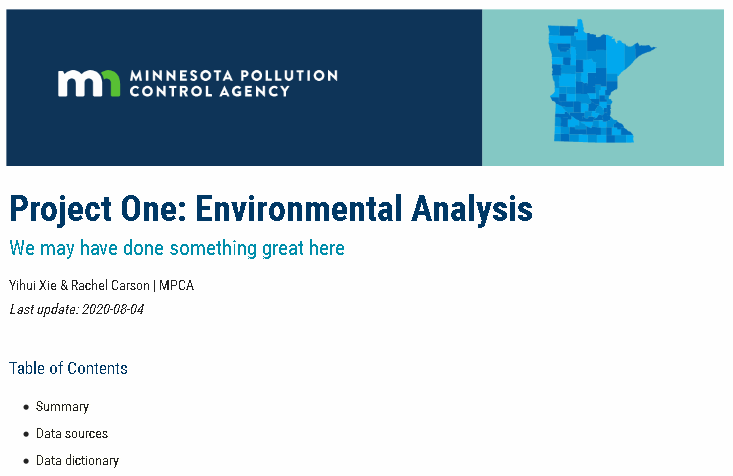 mn MINNESOTA POLLUTION
CONTROL AGENCY
Project One: Environmental Analysis
We may have done something great here
Yihui Xie & Rachel Carson | MPCA
Last update: 2020-08-04
Table of Contents
• Summary
• Data sources
• Data dictionary